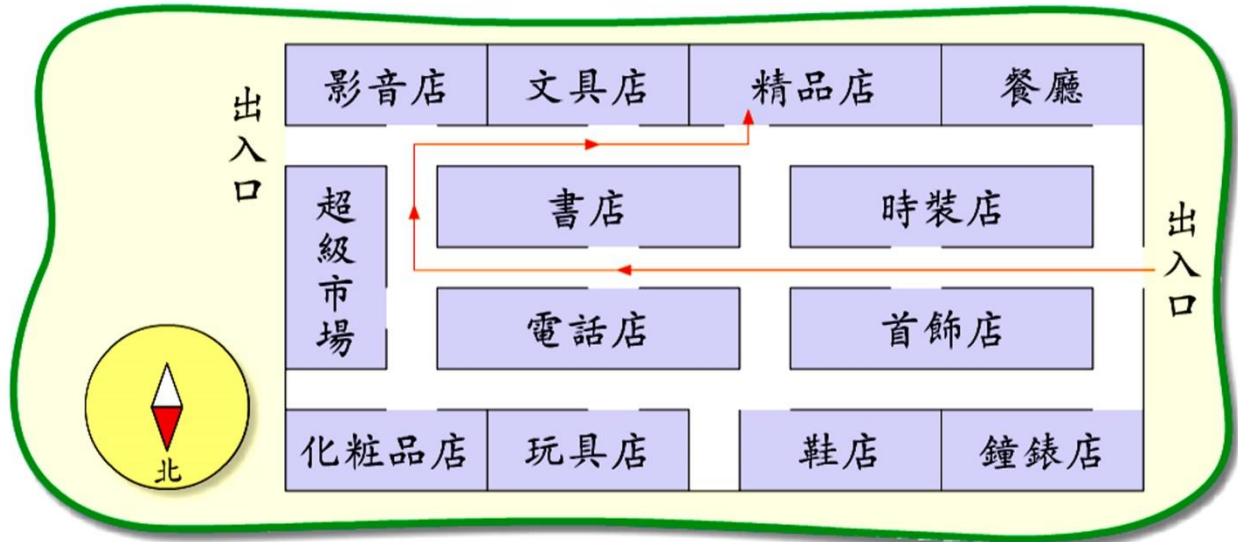 影音店
文具店
精品店
餐廳
出入口
超級市場
書店
時裝店
出入口
電話店
首飾店
北
化粧品店
玩具店
鞋店
鐘錶店